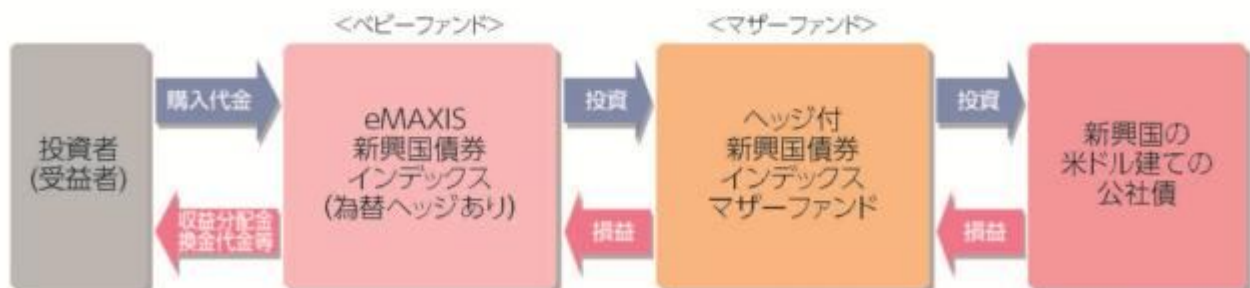 <ベビーファンド>
<マザーファンド>
投資者
(受益者)
購入代金
収益分配金
換金代金等
eMAXIS
新興国債券
インデックス
(為替ヘッジあり)
投資
損益
ヘッジ付
新興国債券
インデックス
マザーファンド
投資
損益
新興国の
米ドル建ての
公社債